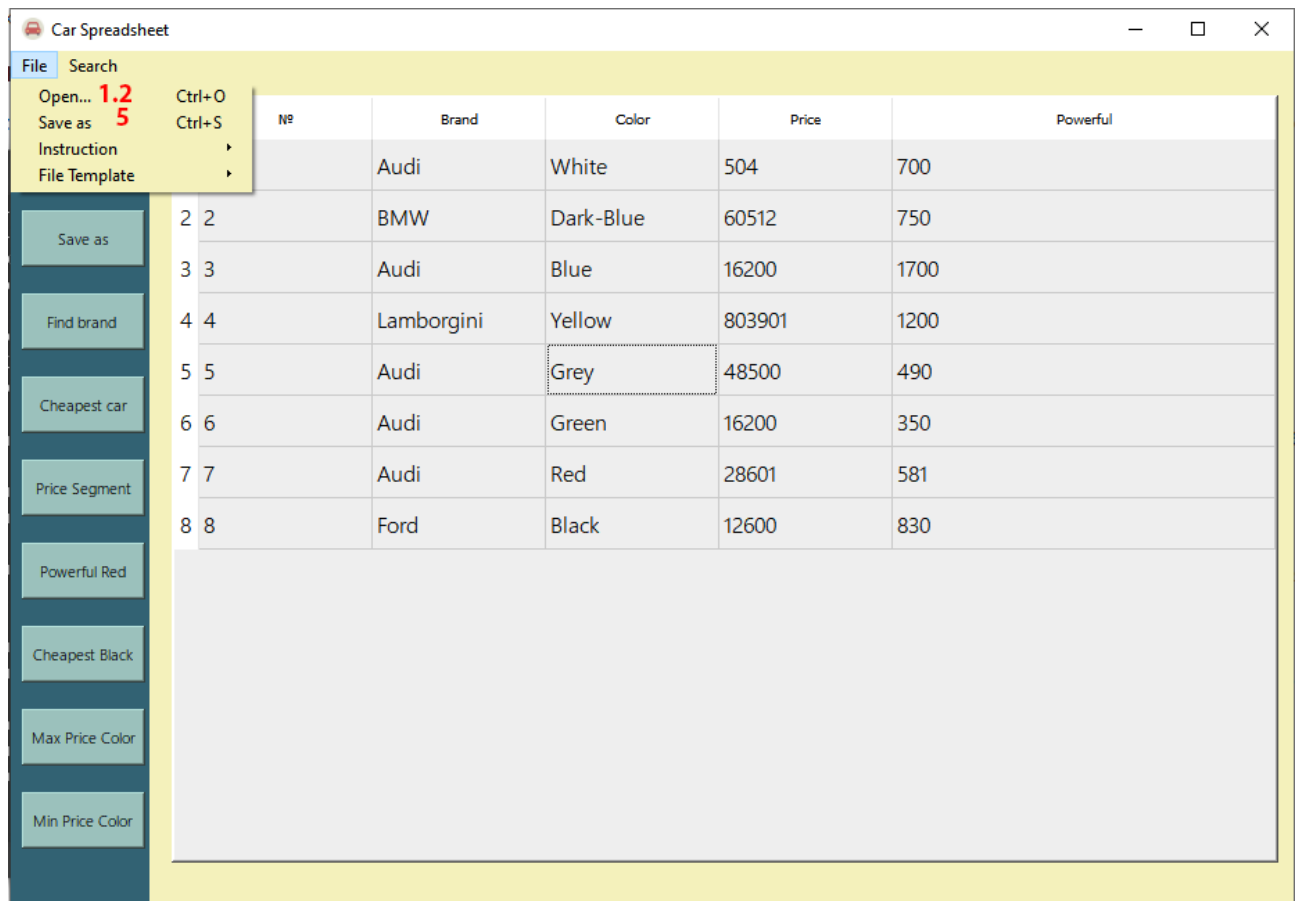 Car Spreadsheet
File Search
Open... 1.2 Ctrl+O
Save as 5 Ctrl+S
Instruction
File Template
№ Brand Color Price Powerful
Audi White 504 700
2 2 BMW Dark-Blue 60512 750
3 3 Audi Blue 16200 1700
4 4 Lamborgini Yellow 803901 1200
5 5 Audi Grey 48500 490
6 6 Audi Green 16200 350
7 7 Audi Red 28601 581
8 8 Ford Black 12600 830
Save as
Find brand
Cheapest car
Price Segment
Powerful Red
Cheapest Black
Max Price Color
Min Price Color